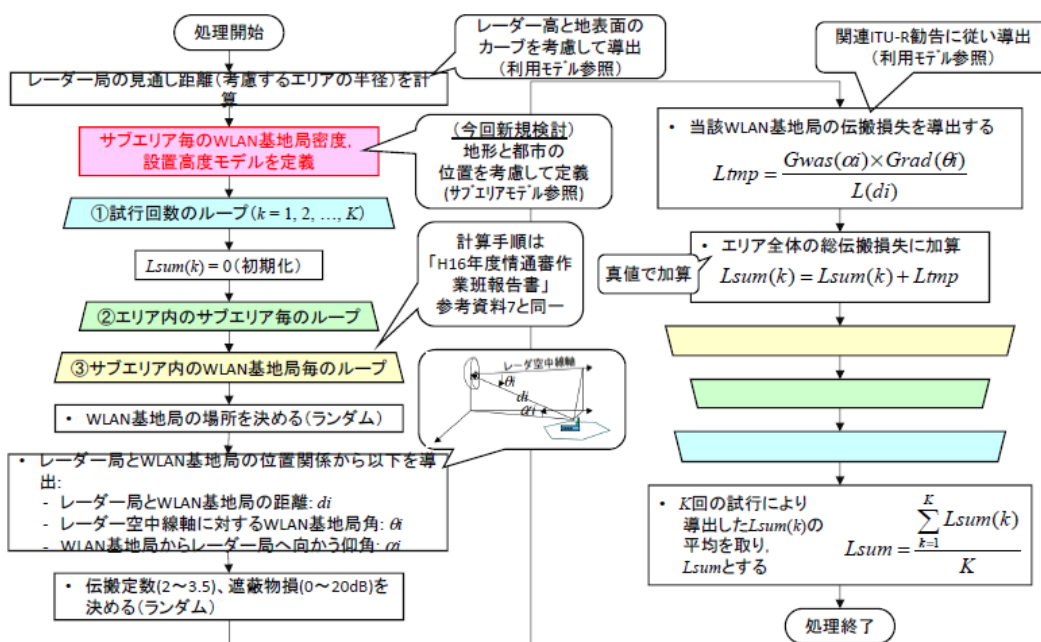 処理開始
レーダー高と地表面の
カーブを考慮して導出
(利用モデル参照)
レーダー局の見通し距離(考慮するエリアの半径)を計
算
サブエリア毎のWLAN基地局密度,
設置高度モデルを定義
(今回新規検討)
地形と都市の
位置を考慮して定義
(サブエリアモデル参照)
①試行回数のループ(k = 1, 2, …, K)
Lsum(k) = 0(初期化)
計算手順は
「H16年度情通審作
業班報告書」
参考資料7と同一
②エリア内のサブエリア毎のループ
③サブエリア内のWLAN基地局毎のループ
レーダ空中線軸
θi
di
αi
• WLAN基地局の場所を決める(ランダム)
• レーダー局とWLAN基地局の位置関係から以下を導
出:
- レーダー局とWLAN基地局の距離: di
- レーダー空中線軸に対するWLAN基地局角: θi
- WLAN基地局からレーダー局へ向かう仰角: αi
• 伝搬定数(2~3.5)、遮蔽物損(0~20dB)を
決める(ランダム)
関連ITU-R勧告に従い導出
(利用モデル参照)
• 当該WLAN基地局の伝搬損失を導出する
Ltmp = Gwas(αi)×Grad(θi) / L(di)
• エリア全体の総伝搬損失に加算
真値で加算
Lsum(k) = Lsum(k) + Ltmp
• K回の試行により
導出したLsum(k)の
平均を取り,
Lsumとする
Lsum = ∑_{k=1}^{K} Lsum(k) / K
処理終了